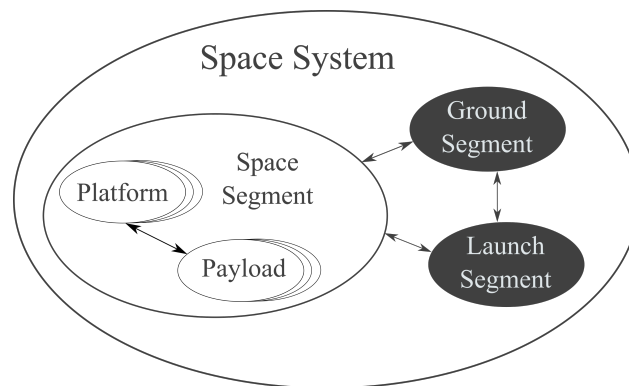 Space System
Ground
Segment
Space
Segment
Platform
Payload
Launch
Segment